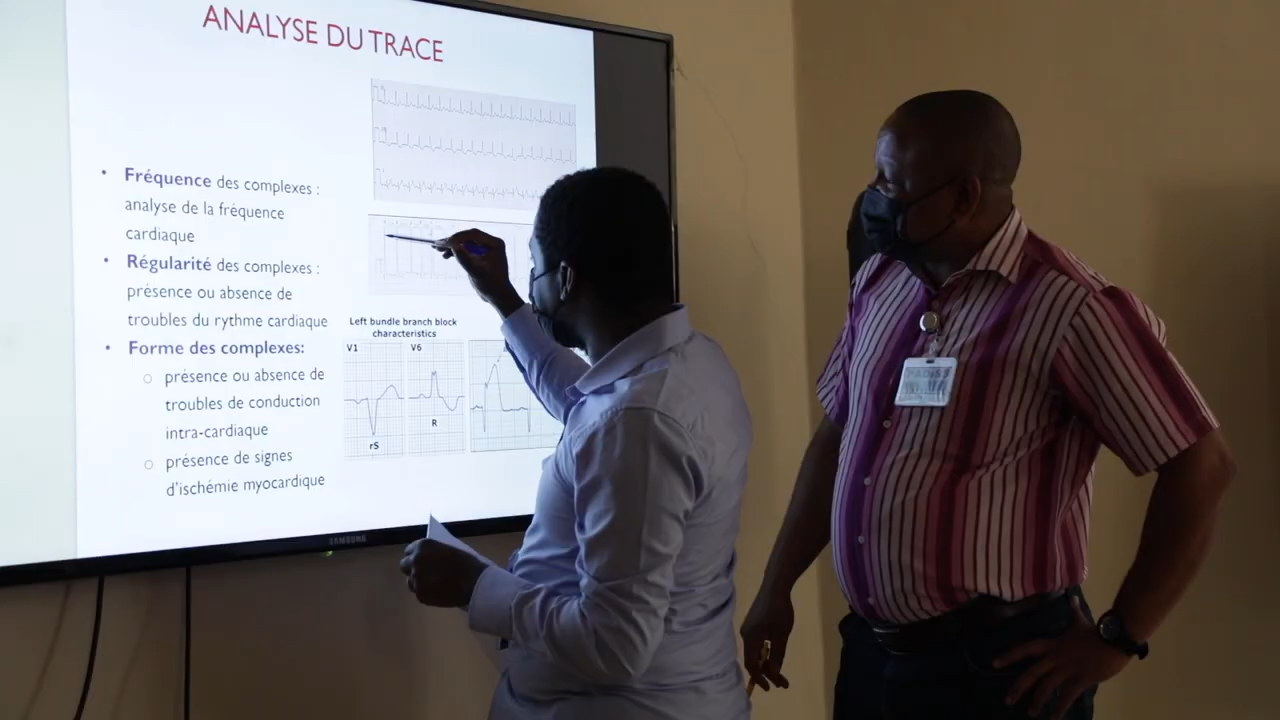 ANALYSE DU TRACE
• Fréquence des complexes :
analyse de la fréquence
cardiaque
• Régularité des complexes :
présence ou absence de
troubles du rythme cardiaque
• Forme des complexes:
○ présence ou absence de
troubles de conduction
intra-cardiaque
○ présence de signes
d'ischémie myocardique
Left bundle branch block
characteristics
V1 V6
rS R
SAMSUNG